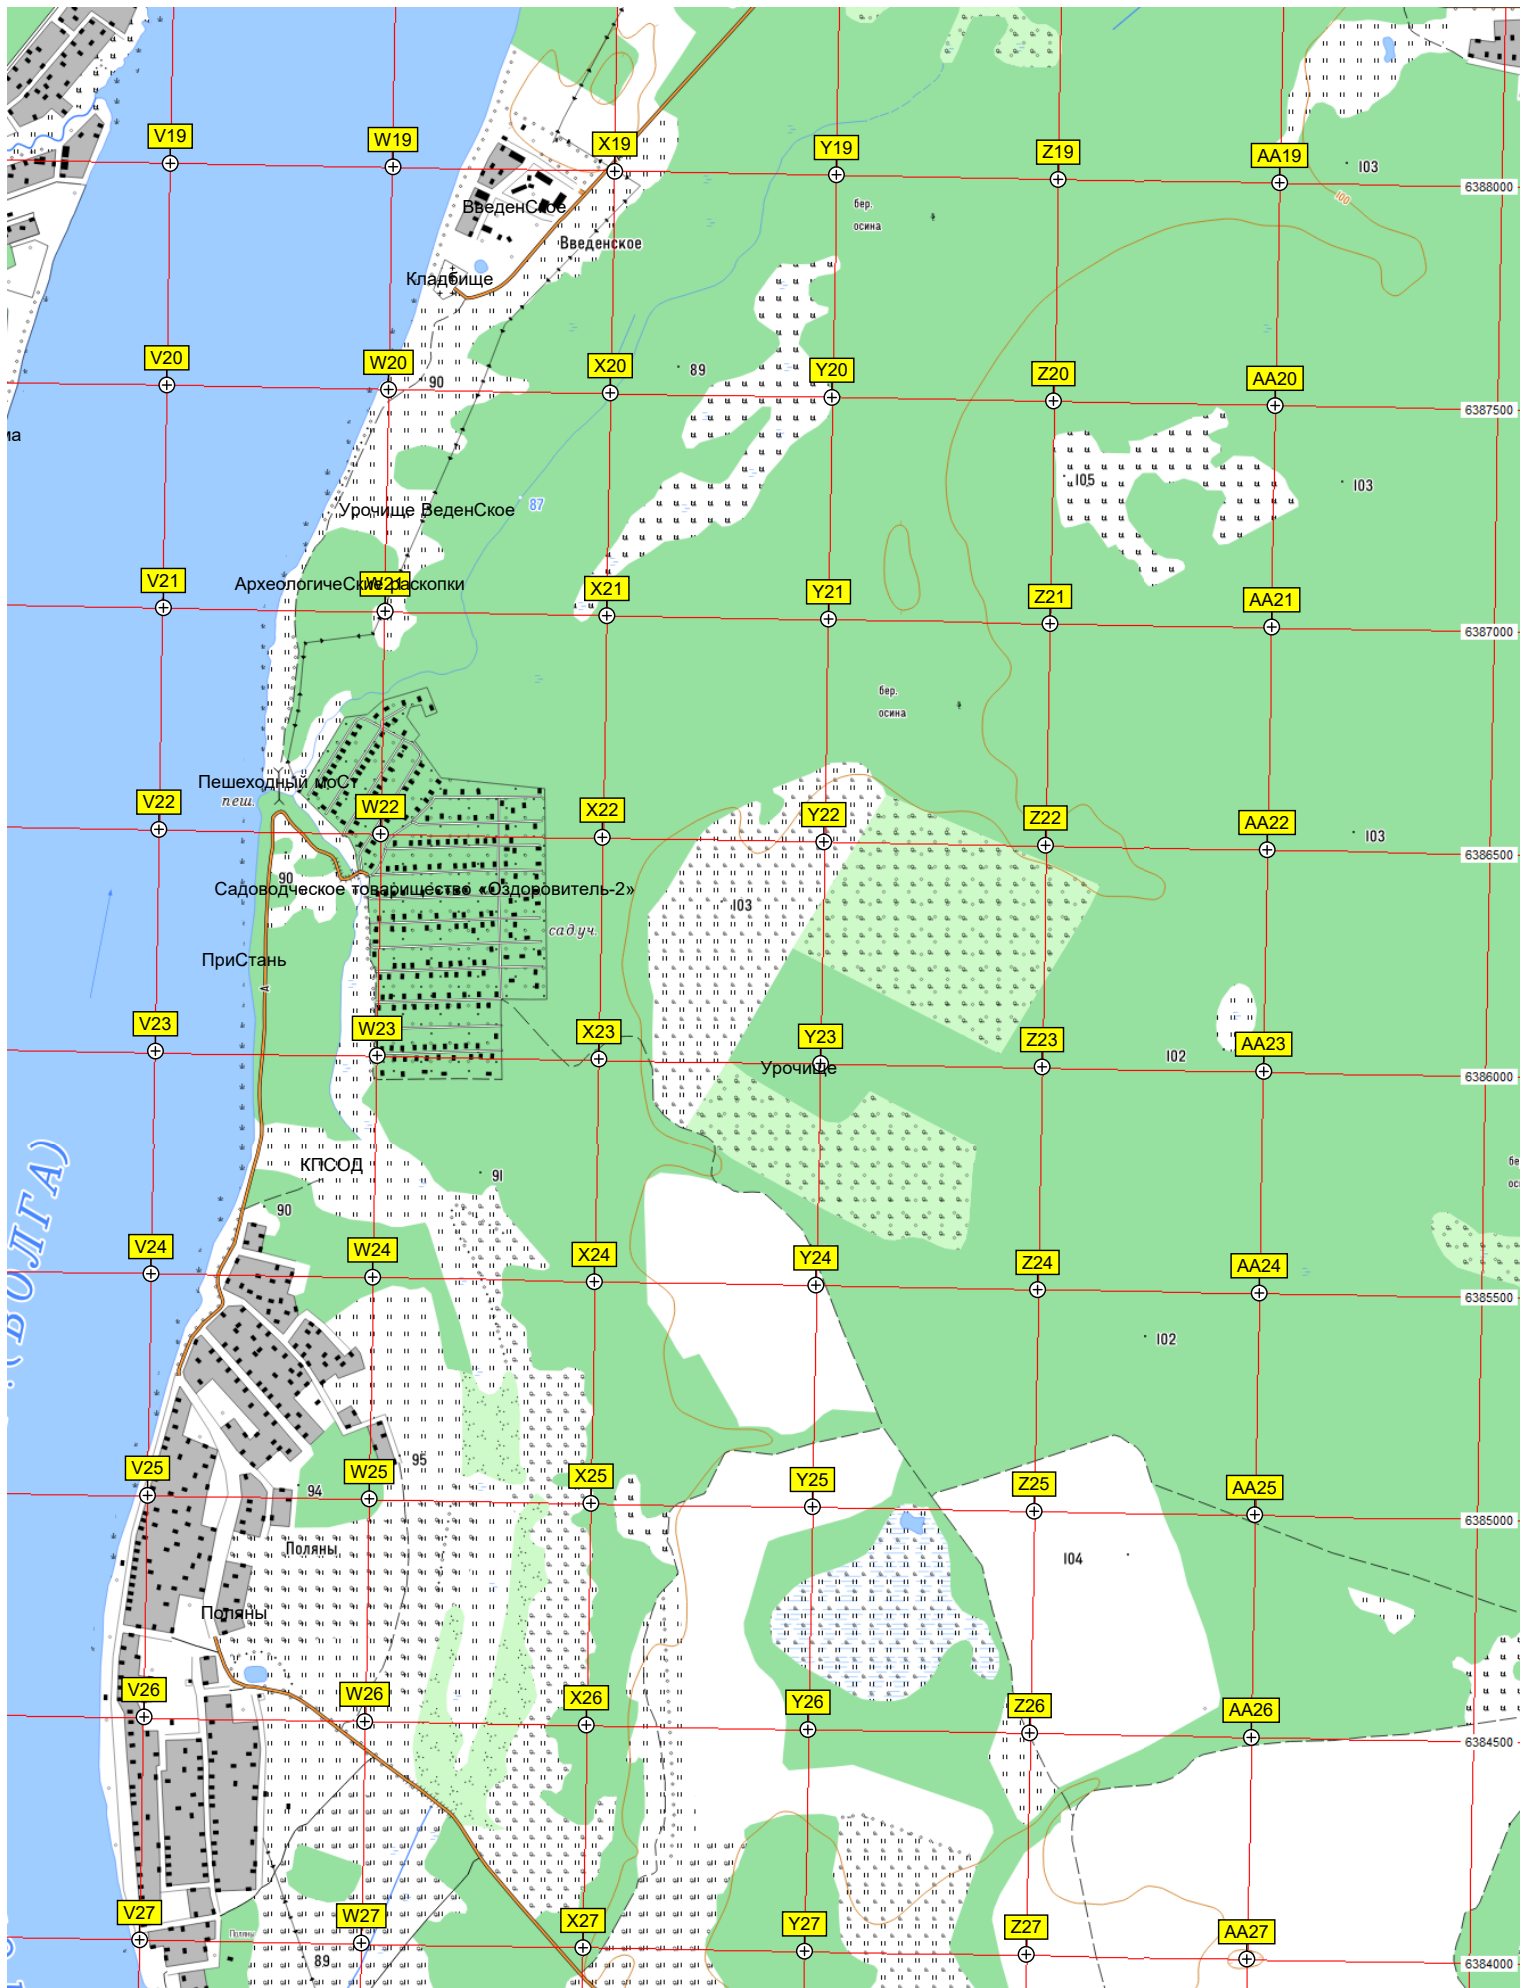 V19
W19
X19
Y19
Z19
AA19
103
6388000
100
ВведенСкое
бер.
осина
Введенское
Кладбище
V20
W20
90
X20
89
Y20
Z20
AA20
6387500
ма
105
103
Урочище ВеденСкое
87
V21
АрхеологичеСкие раскопки
W21
X21
Y21
Z21
AA21
6387000
бер.
осина
Пешеходный моСт
пеш.
V22
W22
X22
Y22
Z22
AA22
103
6386500
90
Садоводческое товарищество «Оздоровитель-2»
103
сад.уч.
ПриСтань
А
V23
W23
X23
Y23
Z23
AA23
102
Урочище
6386000
КПСОД
91
90
(ВОЛГА)
V24
W24
X24
Y24
Z24
AA24
6385500
102
95
V25
94
W25
X25
Y25
Z25
AA25
6385000
Поляны
104
Поляны
V26
W26
X26
Y26
Z26
AA26
6384500
V27
W27
X27
Y27
Z27
AA27
Поляны
89
6384000